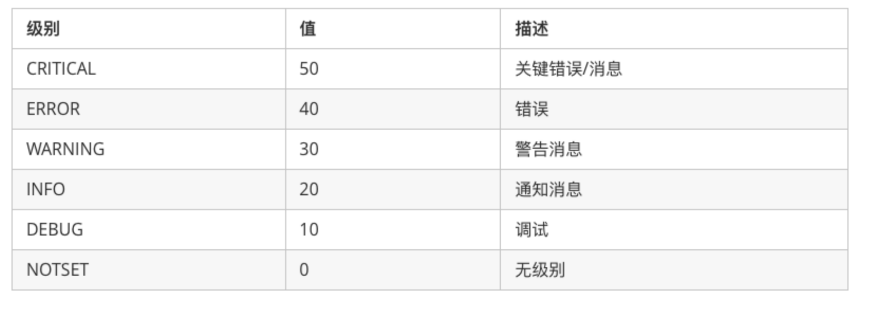 级别 值 描述
CRITICAL 50 关键错误/消息
ERROR 40 错误
WARNING 30 警告消息
INFO 20 通知消息
DEBUG 10 调试
NOTSET 0 无级别